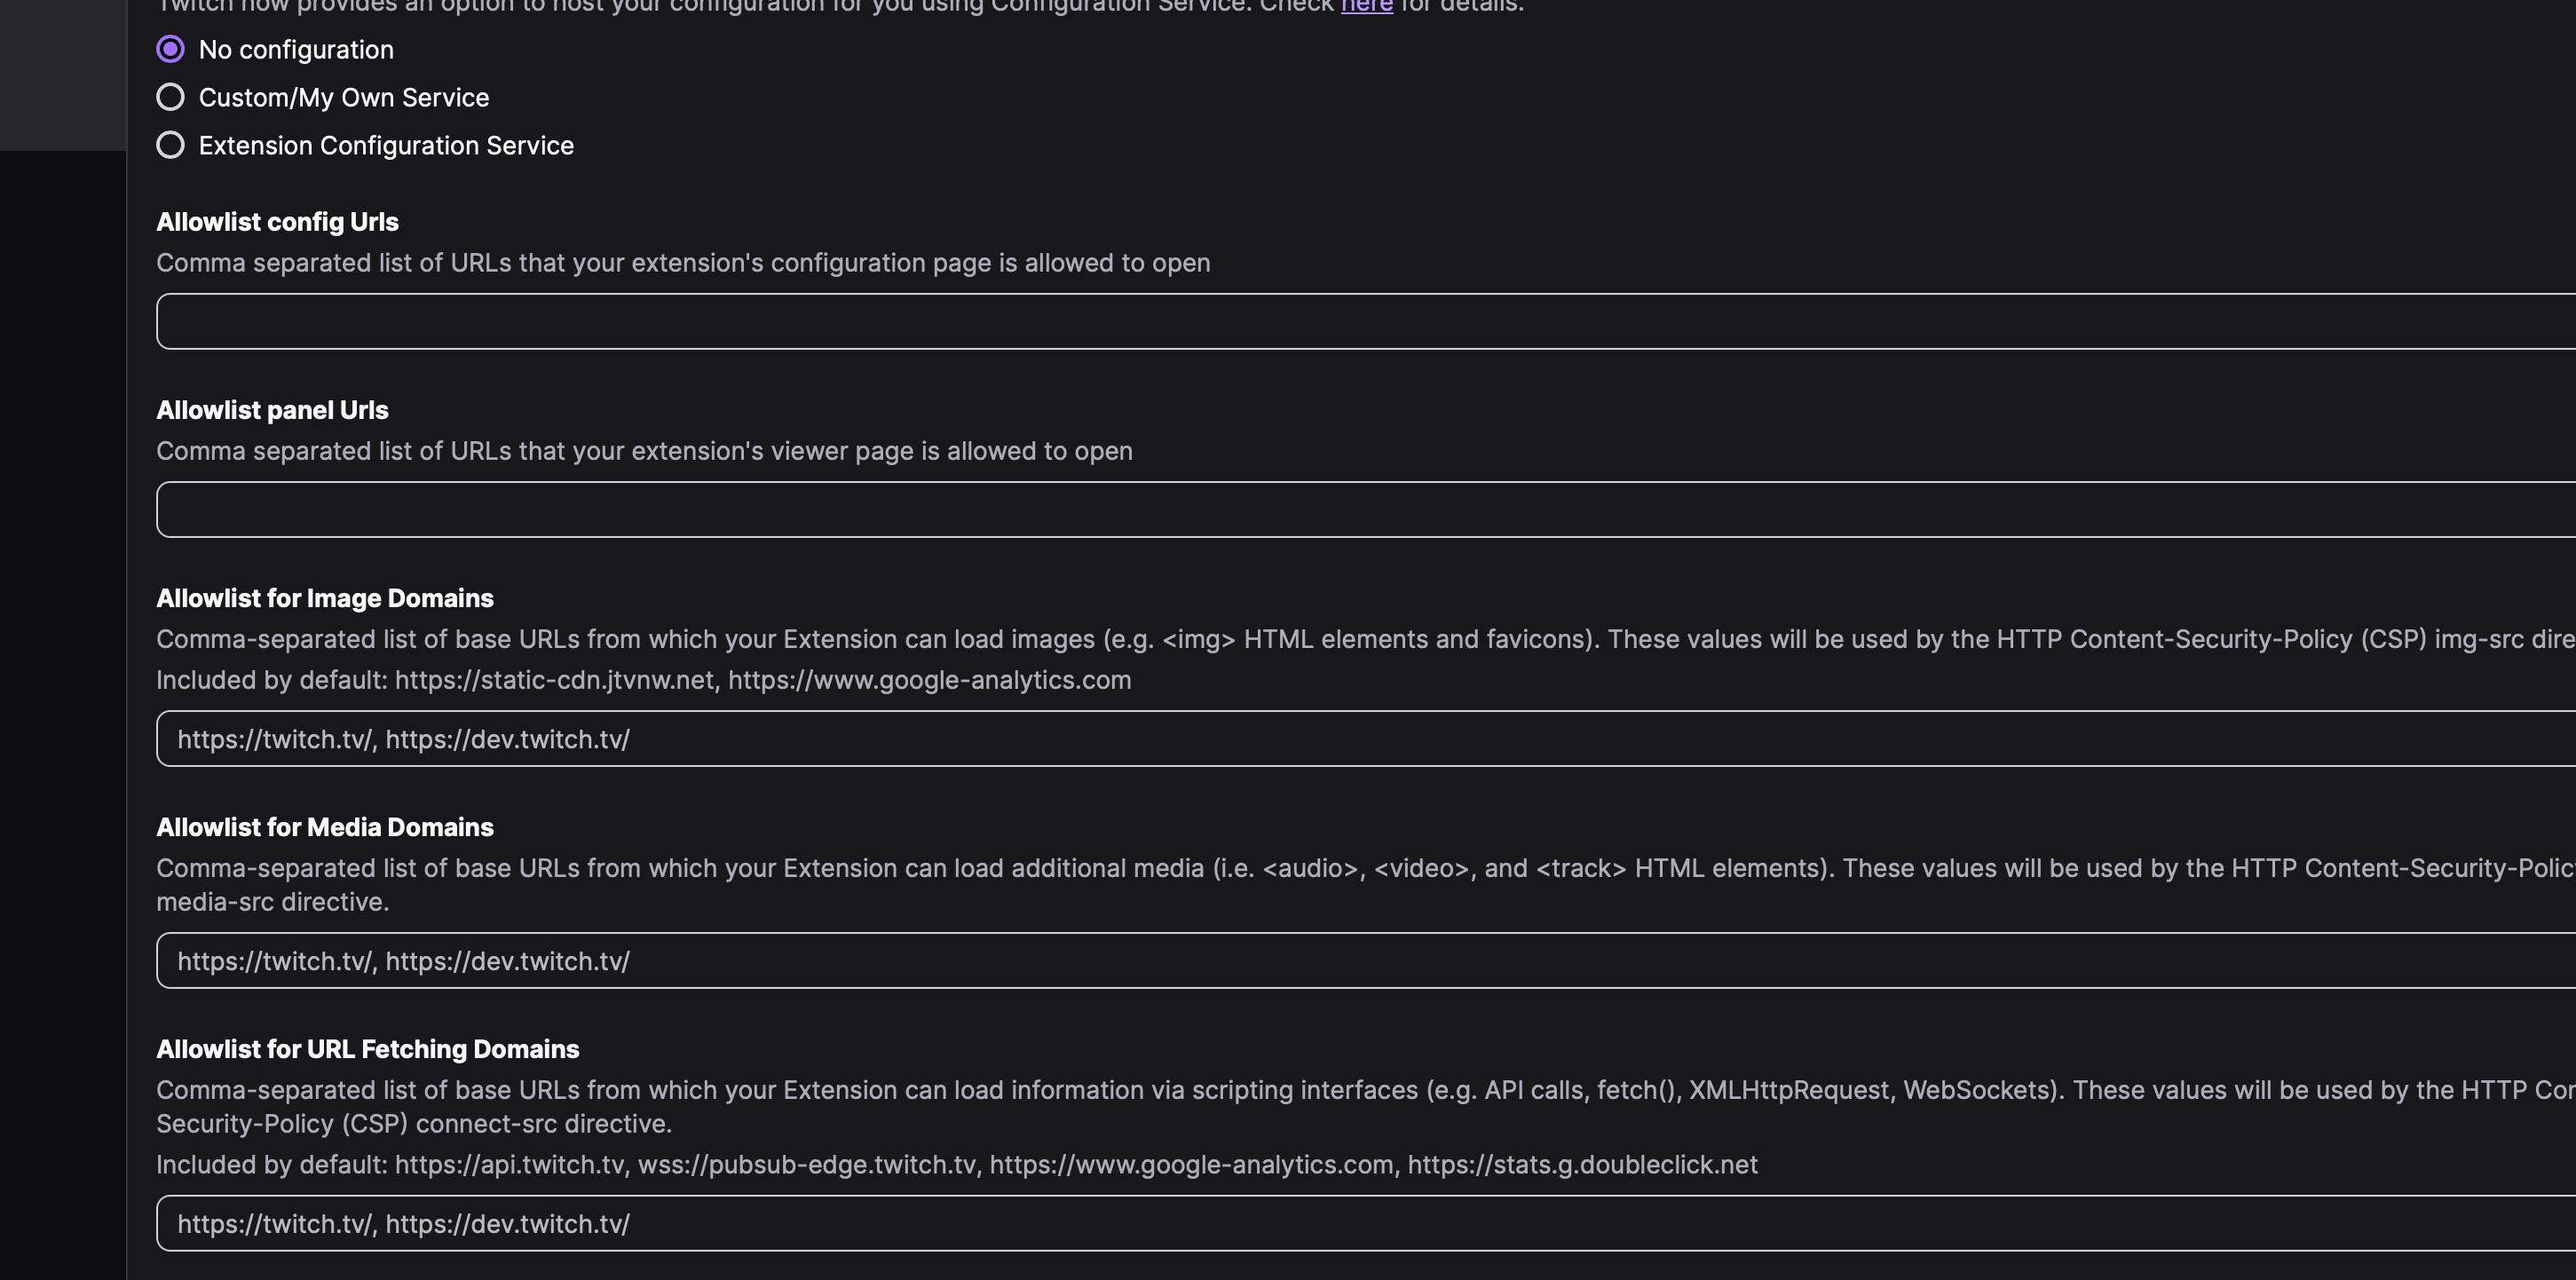 Twitch now provides an option to host your configuration for you using Configuration Service. Check here for details.
No configuration
Custom/My Own Service
Extension Configuration Service
Allowlist config Urls
Comma separated list of URLs that your extension's configuration page is allowed to open
Allowlist panel Urls
Comma separated list of URLs that your extension's viewer page is allowed to open
Allowlist for Image Domains
Comma-separated list of base URLs from which your Extension can load images (e.g. <img> HTML elements and favicons). These values will be used by the HTTP Content-Security-Policy (CSP) img-src dire
Included by default: https://static-cdn.jtvnw.net, https://www.google-analytics.com
https://twitch.tv/, https://dev.twitch.tv/
Allowlist for Media Domains
Comma-separated list of base URLs from which your Extension can load additional media (i.e. <audio>, <video>, and <track> HTML elements). These values will be used by the HTTP Content-Security-Policy
media-src directive.
https://twitch.tv/, https://dev.twitch.tv/
Allowlist for URL Fetching Domains
Comma-separated list of base URLs from which your Extension can load information via scripting interfaces (e.g. API calls, fetch(), XMLHttpRequest, WebSockets). These values will be used by the HTTP Con
Security-Policy (CSP) connect-src directive.
Included by default: https://api.twitch.tv, wss://pubsub-edge.twitch.tv, https://www.google-analytics.com, https://stats.g.doubleclick.net
https://twitch.tv/, https://dev.twitch.tv/